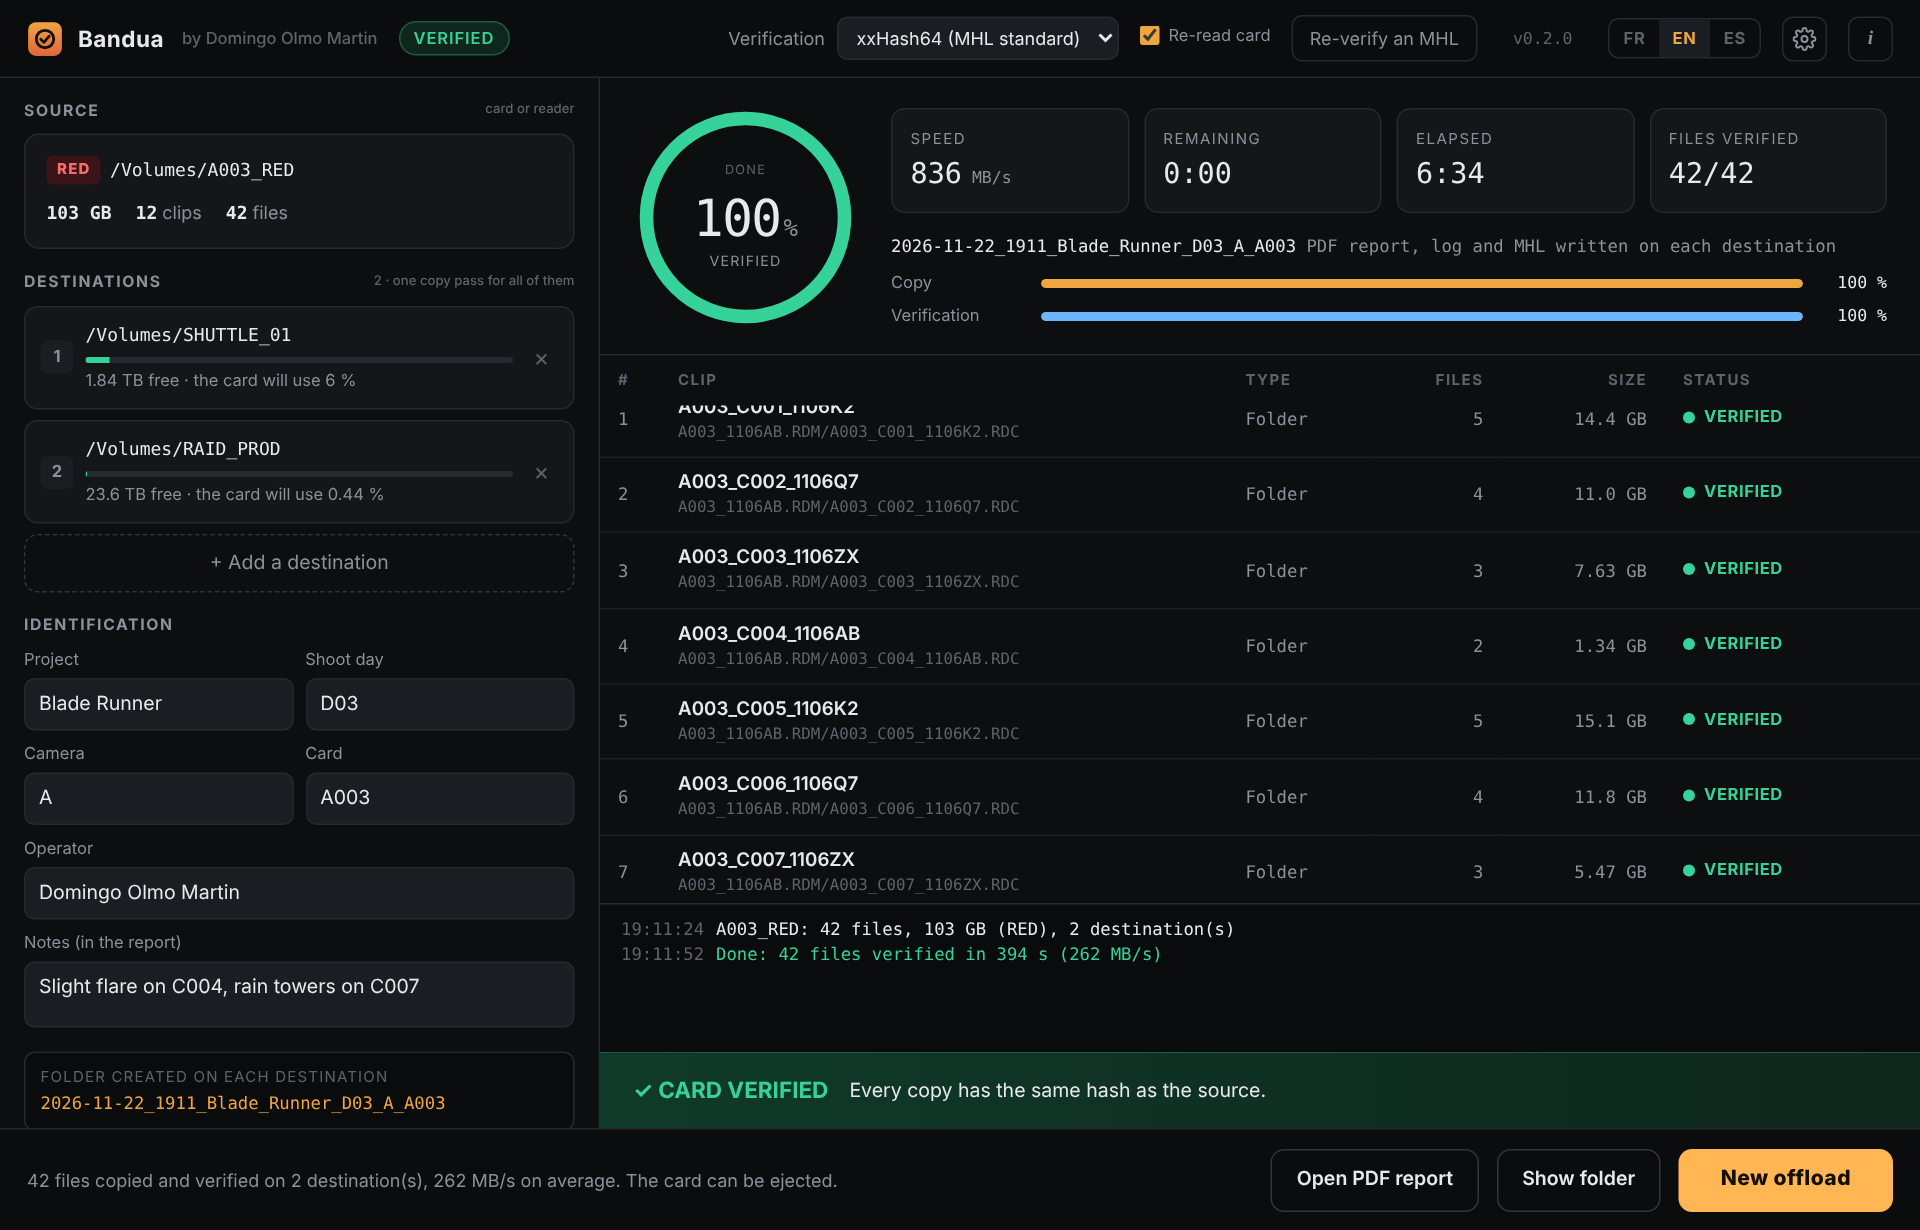 Bandua by Domingo Olmo Martin VERIFIED
Verification xxHash64 (MHL standard) Re-read card Re-verify an MHL v0.2.0 FR EN ES i
SOURCE card or reader
RED /Volumes/A003_RED
103 GB 12 clips 42 files
DESTINATIONS 2 · one copy pass for all of them
1 /Volumes/SHUTTLE_01 ×
1.84 TB free · the card will use 6 %
2 /Volumes/RAID_PROD ×
23.6 TB free · the card will use 0.44 %
+ Add a destination
IDENTIFICATION
Project Shoot day
Blade Runner D03
Camera Card
A A003
Operator
Domingo Olmo Martin
Notes (in the report)
Slight flare on C004, rain towers on C007
FOLDER CREATED ON EACH DESTINATION
2026-11-22_1911_Blade_Runner_D03_A_A003
DONE
100%
VERIFIED
SPEED
836 MB/s
REMAINING
0:00
ELAPSED
6:34
FILES VERIFIED
42/42
2026-11-22_1911_Blade_Runner_D03_A_A003 PDF report, log and MHL written on each destination
Copy 100 %
Verification 100 %
# CLIP TYPE FILES SIZE STATUS
A003_C001_1106K2
1 A003_1106AB.RDM/A003_C001_1106K2.RDC Folder 5 14.4 GB VERIFIED
A003_C002_1106Q7
2 A003_1106AB.RDM/A003_C002_1106Q7.RDC Folder 4 11.0 GB VERIFIED
A003_C003_1106ZX
3 A003_1106AB.RDM/A003_C003_1106ZX.RDC Folder 3 7.63 GB VERIFIED
A003_C004_1106AB
4 A003_1106AB.RDM/A003_C004_1106AB.RDC Folder 2 1.34 GB VERIFIED
A003_C005_1106K2
5 A003_1106AB.RDM/A003_C005_1106K2.RDC Folder 5 15.1 GB VERIFIED
A003_C006_1106Q7
6 A003_1106AB.RDM/A003_C006_1106Q7.RDC Folder 4 11.8 GB VERIFIED
A003_C007_1106ZX
7 A003_1106AB.RDM/A003_C007_1106ZX.RDC Folder 3 5.47 GB VERIFIED
19:11:24 A003_RED: 42 files, 103 GB (RED), 2 destination(s)
19:11:52 Done: 42 files verified in 394 s (262 MB/s)
✓ CARD VERIFIED Every copy has the same hash as the source.
42 files copied and verified on 2 destination(s), 262 MB/s on average. The card can be ejected.
Open PDF report Show folder New offload